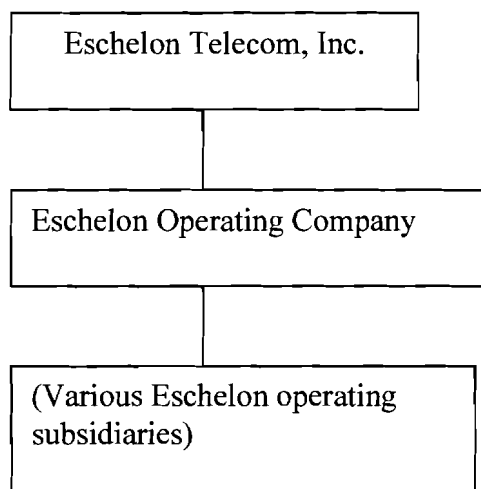 Eschelon Telecom, Inc.
Eschelon Operating Company
(Various Eschelon operating
subsidiaries)